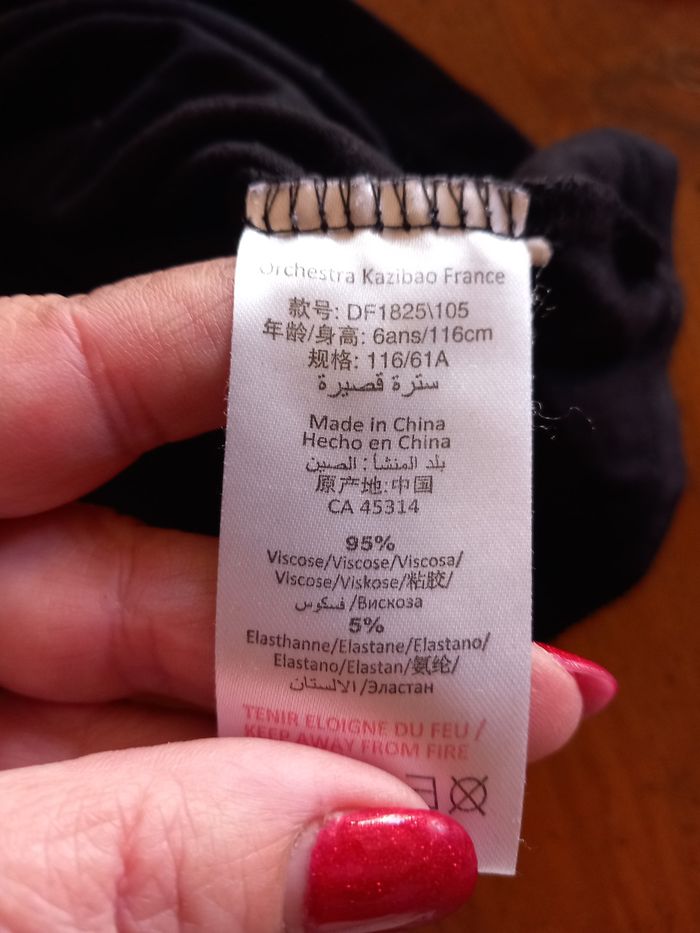 Orchestra Kazibao France
款号: DF1825\105
年龄/身高: 6ans/116cm
规格: 116/61A
سترة قصيرة
Made in China
Hecho en China
بلد المنشأ: الصين
原产地:中国
CA 45314
95%
Viscose/Viscose/Viscosa/
Viscose/Viskose/粘胶/
فسكوس/Вискоза
5%
Elasthanne/Elastane/Elastano/
Elastano/Elastan/氨纶/
الالستان/Эластан
TENIR ELOIGNE DU FEU /
KEEP AWAY FROM FIRE